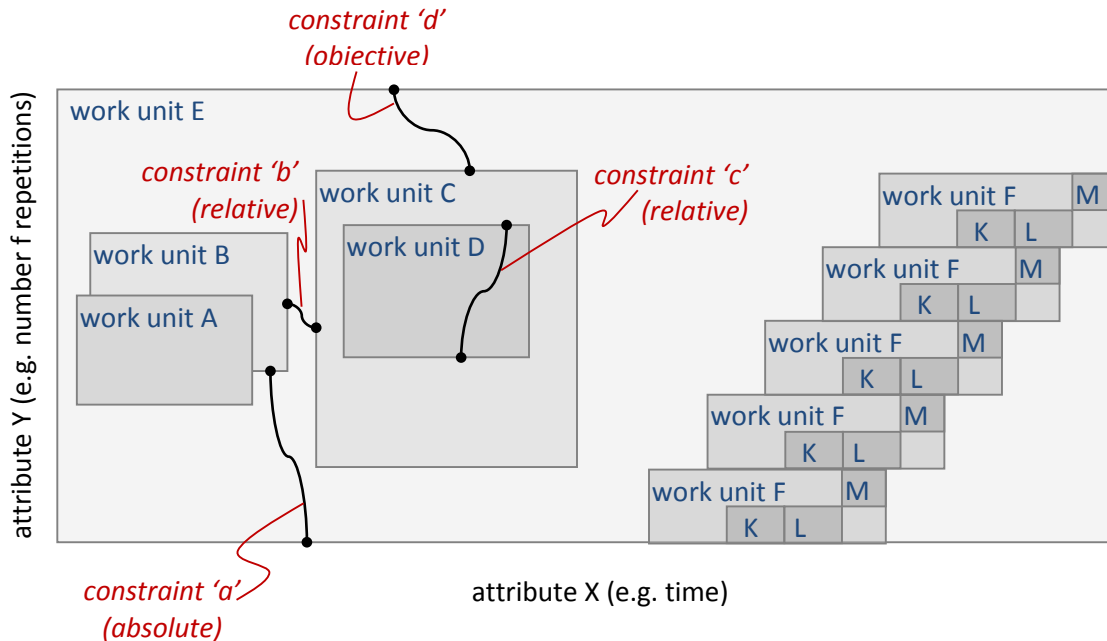 constraint ‘d’
(objective)
work unit E
constraint ‘b’
(relative)
work unit C
constraint ‘c’
(relative)
work unit D
work unit B
work unit A
work unit F
M
K
L
work unit F
M
K
L
work unit F
M
K
L
work unit F
M
K
L
work unit F
M
K
L
attribute Y (e.g. number f repetitions)
attribute X (e.g. time)
constraint ‘a’
(absolute)